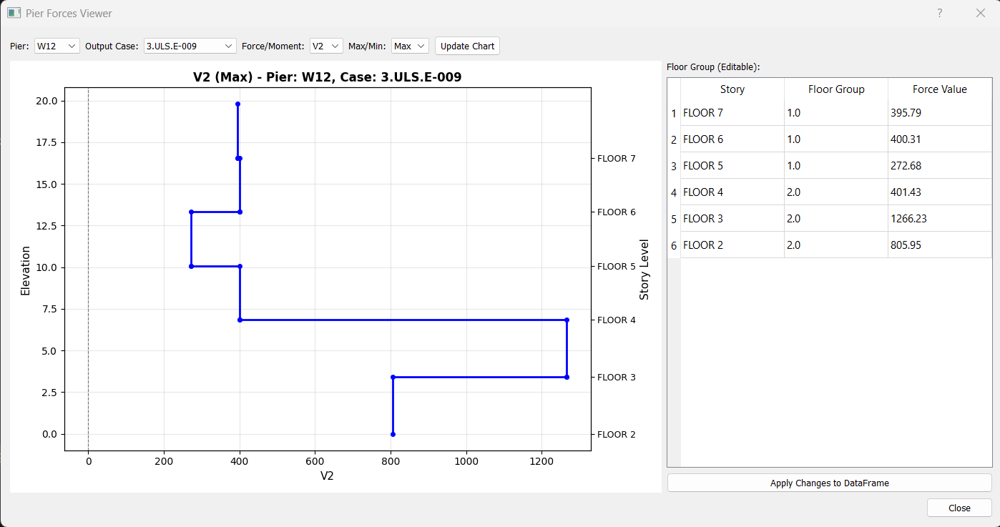 Pier Forces Viewer
?
Pier: W12 Output Case: 3.ULS.E-009 Force/Moment: V2 Max/Min: Max Update Chart
V2 (Max) - Pier: W12, Case: 3.ULS.E-009
20.0
17.5
15.0
12.5
10.0
7.5
5.0
2.5
0.0
Elevation
0 200 400 600 800 1000 1200
V2
FLOOR 7
FLOOR 6
FLOOR 5
FLOOR 4
FLOOR 3
FLOOR 2
Story Level
Floor Group (Editable):
Story Floor Group Force Value
1 FLOOR 7 1.0 395.79
2 FLOOR 6 1.0 400.31
3 FLOOR 5 1.0 272.68
4 FLOOR 4 2.0 401.43
5 FLOOR 3 2.0 1266.23
6 FLOOR 2 2.0 805.95
Apply Changes to DataFrame
Close